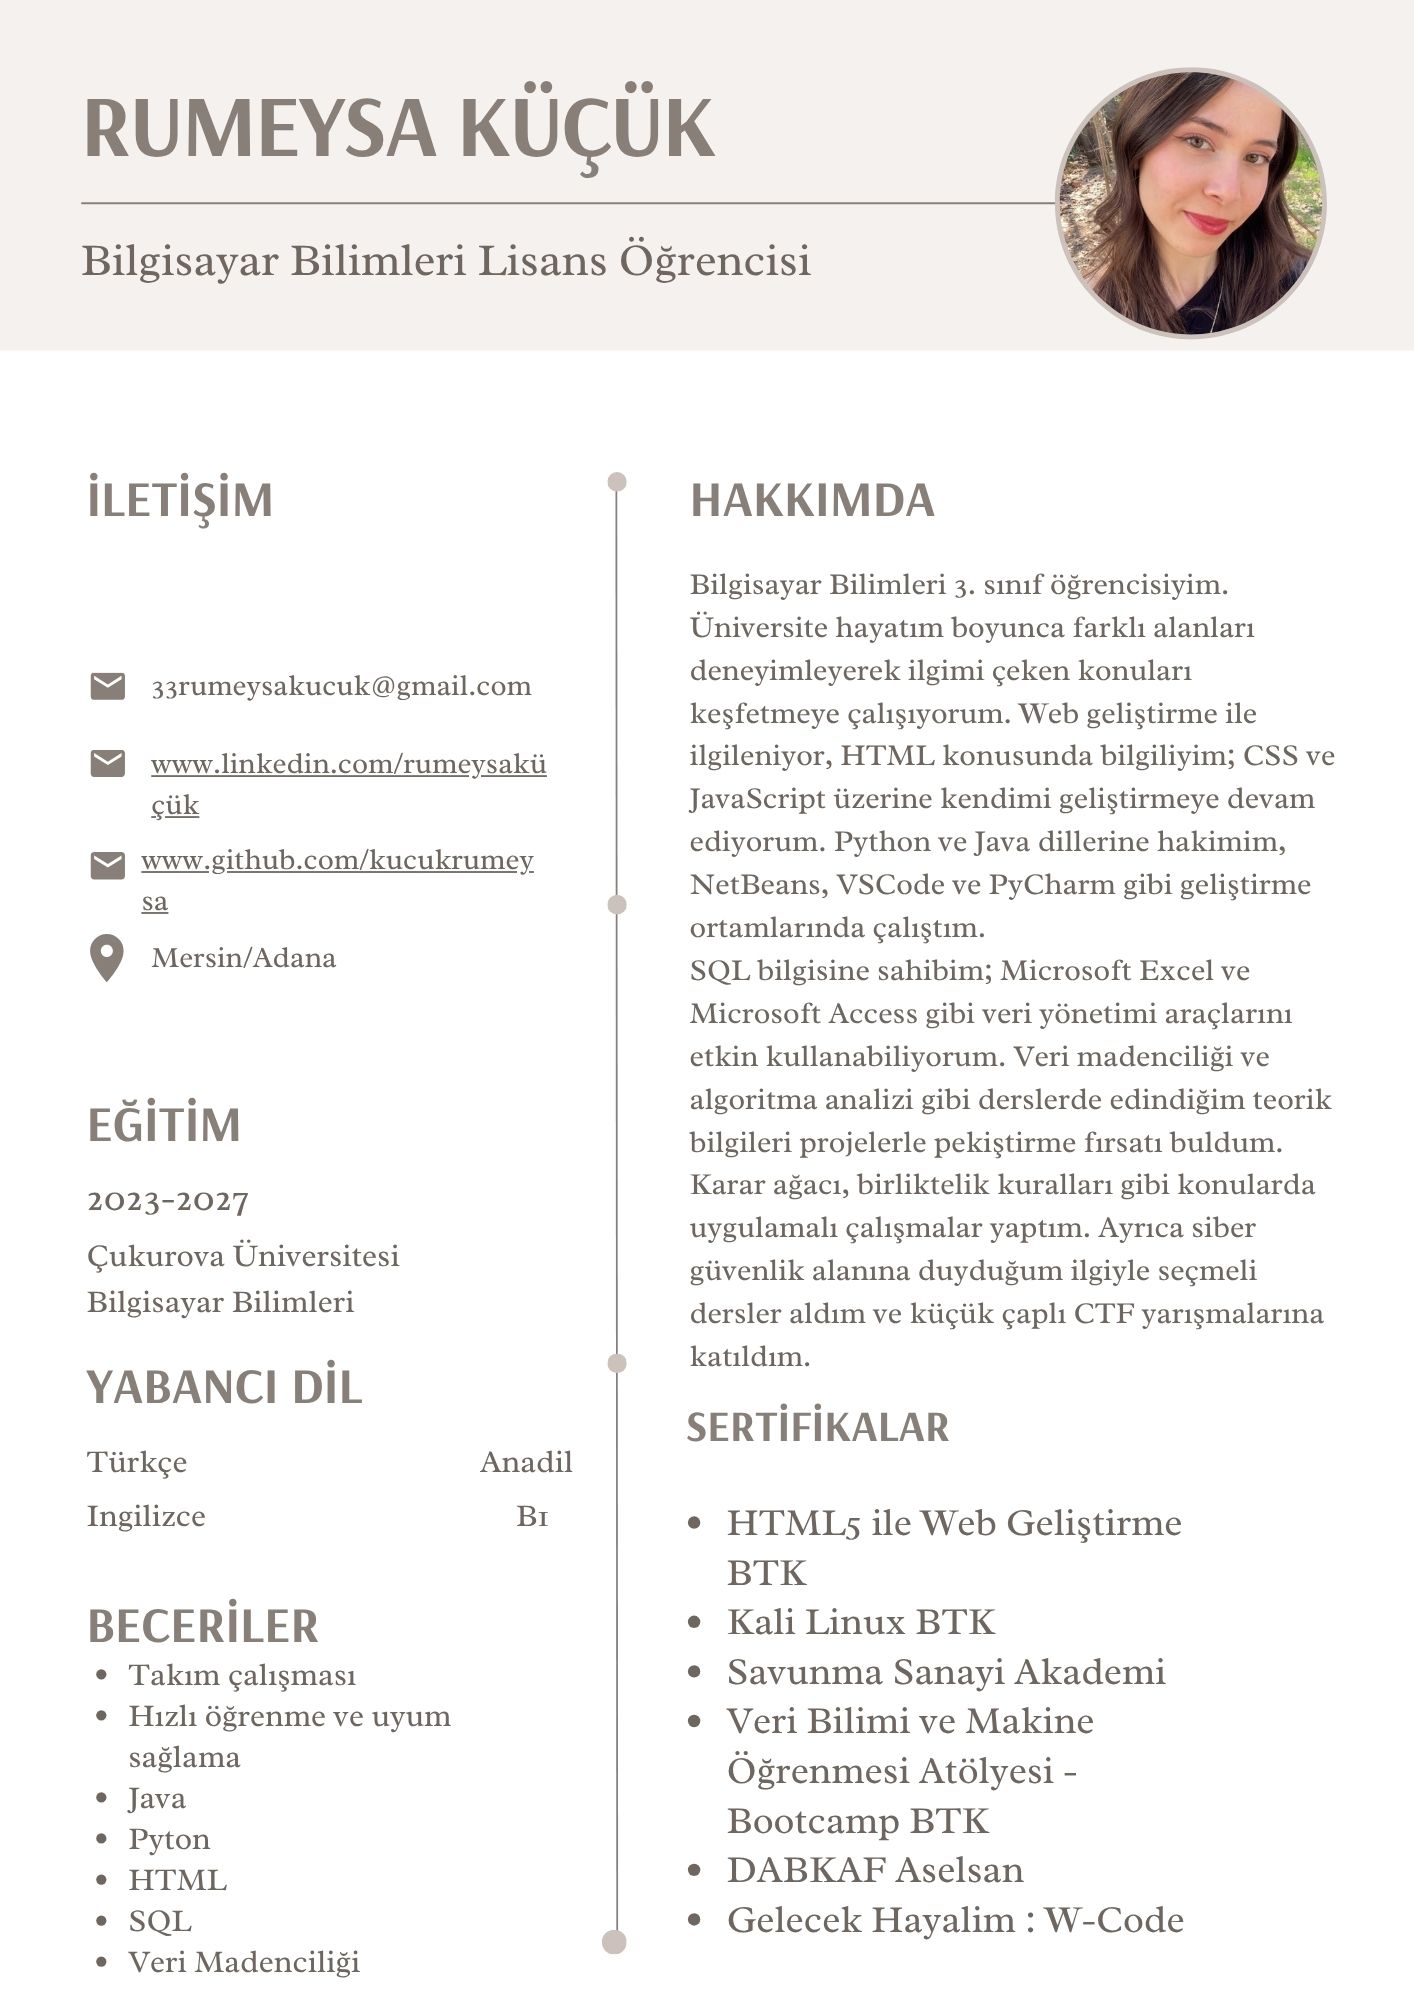 RUMEYSA KÜÇÜK
Bilgisayar Bilimleri Lisans Öğrencisi
İLETİŞİM
33rumeysakucuk@gmail.com
www.linkedin.com/rumeysakü
çük
www.github.com/kucukrumey
sa
Mersin/Adana
EĞİTİM
2023-2027
Çukurova Üniversitesi
Bilgisayar Bilimleri
YABANCI DİL
Türkçe Anadil
Ingilizce B1
BECERİLER
• Takım çalışması
• Hızlı öğrenme ve uyum
sağlama
• Java
• Pyton
• HTML
• SQL
• Veri Madenciliği
HAKKIMDA
Bilgisayar Bilimleri 3. sınıf öğrencisiyim.
Üniversite hayatım boyunca farklı alanları
deneyimleyerek ilgimi çeken konuları
keşfetmeye çalışıyorum. Web geliştirme ile
ilgileniyor, HTML konusunda bilgiliyim; CSS ve
JavaScript üzerine kendimi geliştirmeye devam
ediyorum. Python ve Java dillerine hakimim,
NetBeans, VSCode ve PyCharm gibi geliştirme
ortamlarında çalıştım.
SQL bilgisine sahibim; Microsoft Excel ve
Microsoft Access gibi veri yönetimi araçlarını
etkin kullanabiliyorum. Veri madenciliği ve
algoritma analizi gibi derslerde edindiğim teorik
bilgileri projelerle pekiştirme fırsatı buldum.
Karar ağacı, birliktelik kuralları gibi konularda
uygulamalı çalışmalar yaptım. Ayrıca siber
güvenlik alanına duyduğum ilgiyle seçmeli
dersler aldım ve küçük çaplı CTF yarışmalarına
katıldım.
SERTİFİKALAR
• HTML5 ile Web Geliştirme
BTK
• Kali Linux BTK
• Savunma Sanayi Akademi
• Veri Bilimi ve Makine
Öğrenmesi Atölyesi -
Bootcamp BTK
• DABKAF Aselsan
• Gelecek Hayalim : W-Code